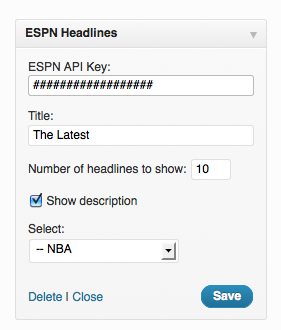 ESPN Headlines
ESPN API Key:
##################
Title:
The Latest
Number of headlines to show: 10
Show description
Select:
-- NBA
Delete | Close Save